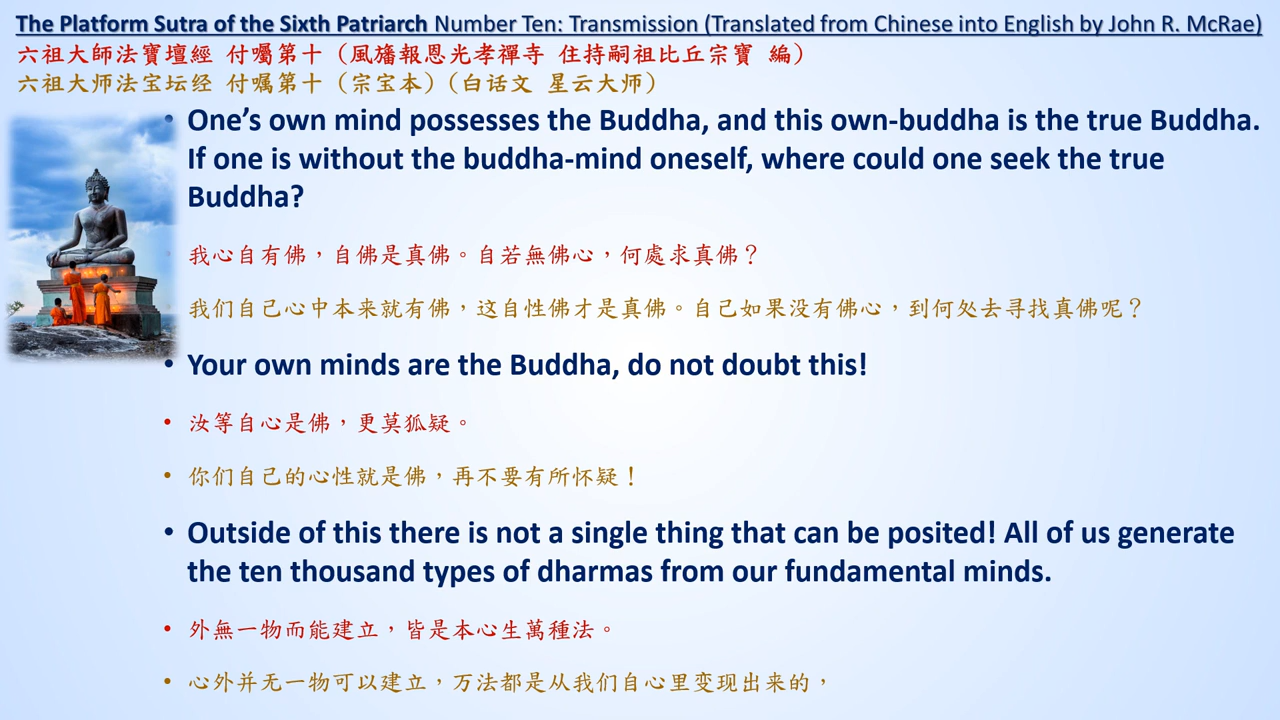 The Platform Sutra of the Sixth Patriarch Number Ten: Transmission (Translated from Chinese into English by John R. McRae)
六祖大師法寶壇經 付囑第十（風旛報恩光孝禪寺 住持嗣祖比丘宗寶 編）
六祖大师法宝坛经 付嘱第十（宗宝本）（白话文 星云大师）
• One’s own mind possesses the Buddha, and this own-buddha is the true Buddha.
If one is without the buddha-mind oneself, where could one seek the true
Buddha?
我心自有佛，自佛是真佛。自若無佛心，何處求真佛？
我们自己心中本来就有佛，这自性佛才是真佛。自己如果没有佛心，到何处去寻找真佛呢？
• Your own minds are the Buddha, do not doubt this!
• 汝等自心是佛，更莫狐疑。
• 你们自己的心性就是佛，再不要有所怀疑！
• Outside of this there is not a single thing that can be posited! All of us generate
the ten thousand types of dharmas from our fundamental minds.
• 外無一物而能建立，皆是本心生萬種法。
• 心外并无一物可以建立，万法都是从我们自心里变现出来的，